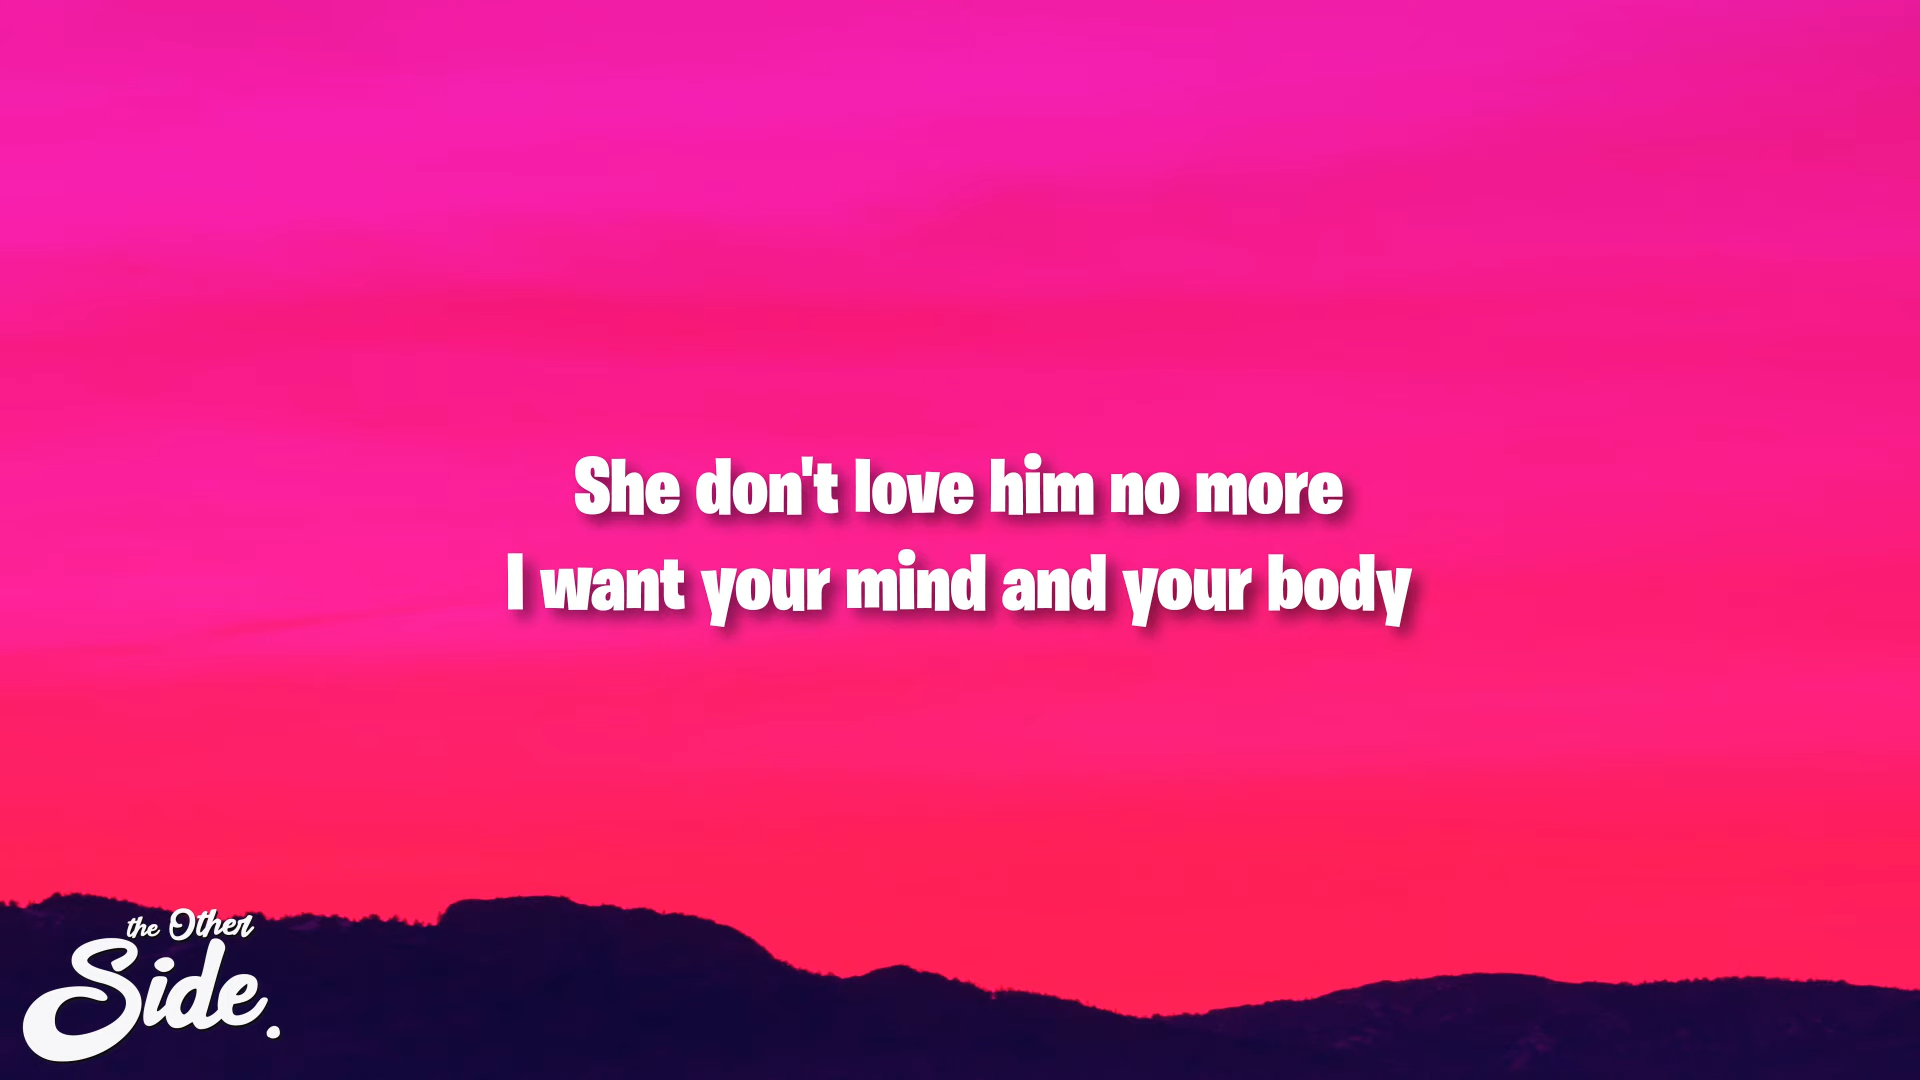 She don't love him no more
I want your mind and your body
the Other
Side.